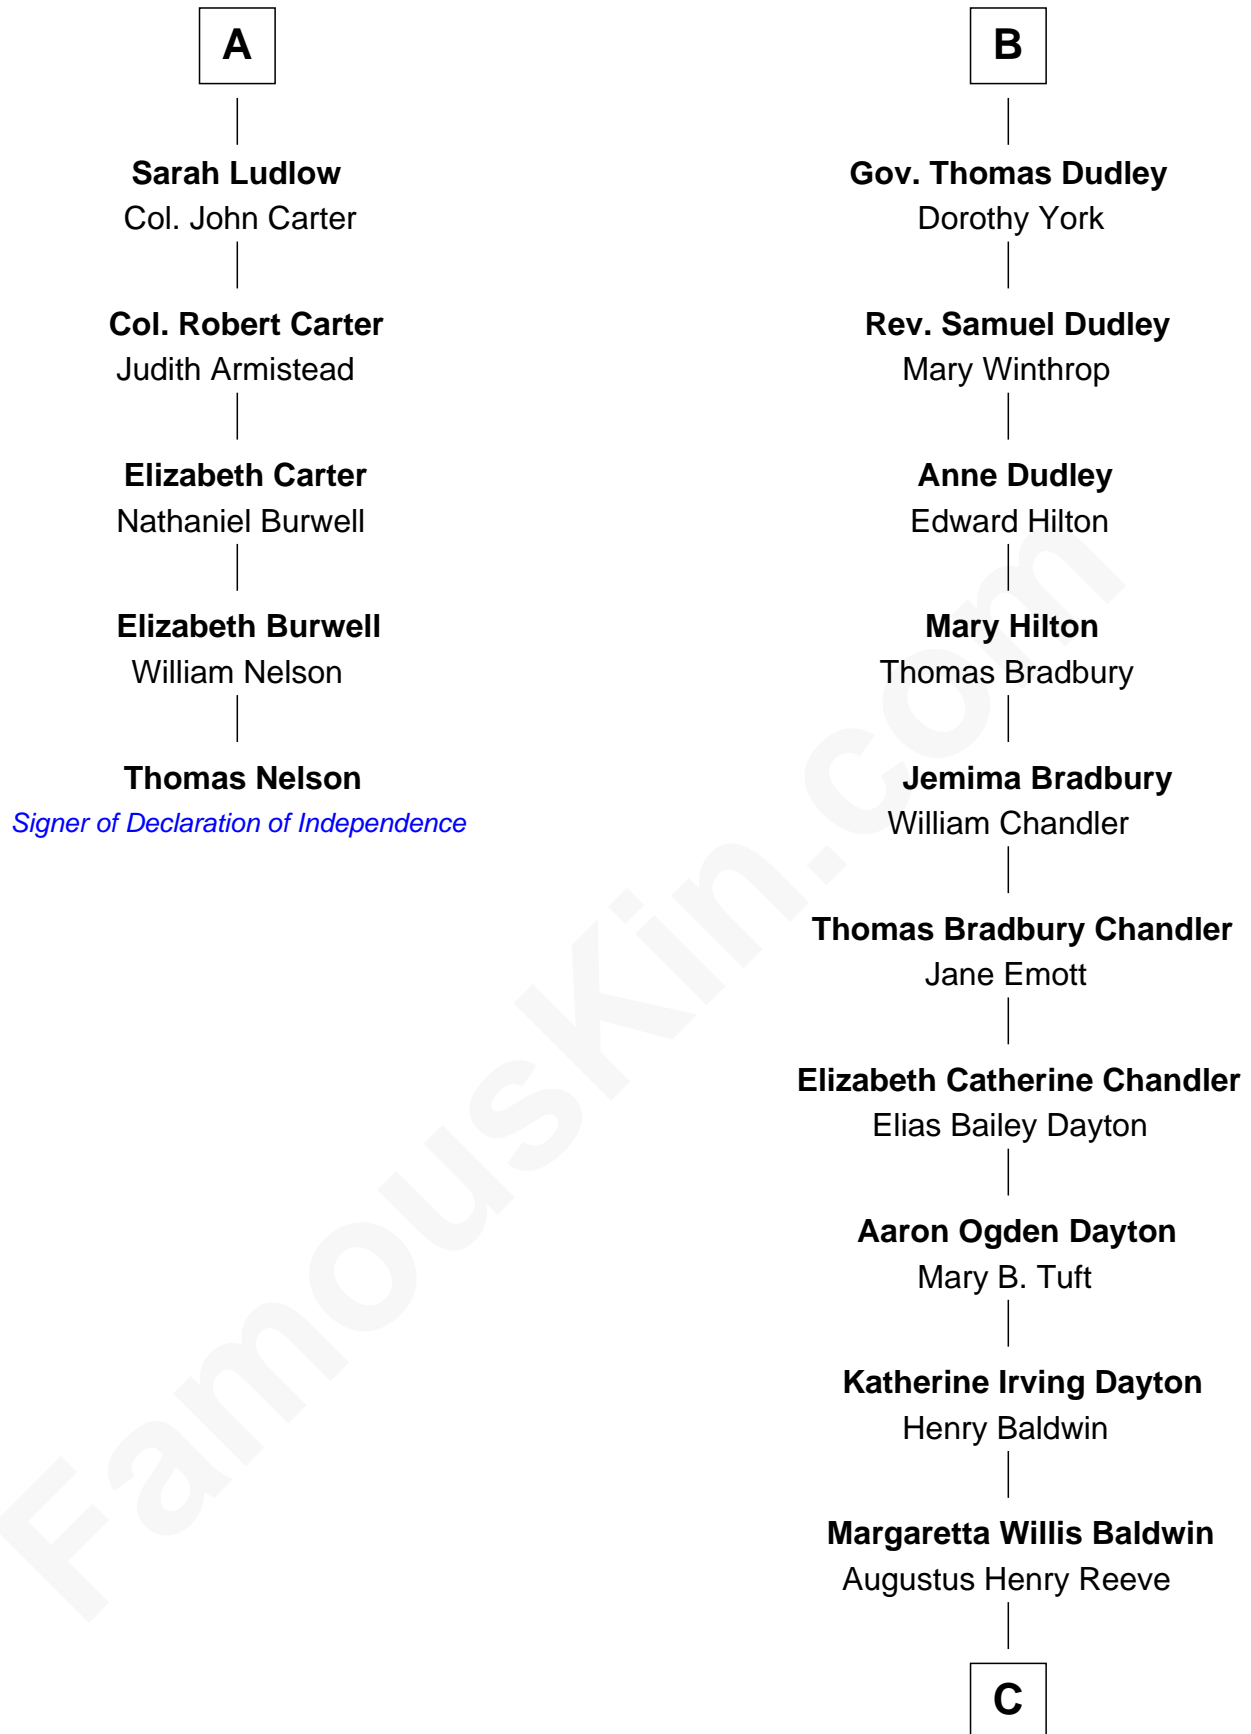 A
Sarah Ludlow
Col. John Carter
Col. Robert Carter
Judith Armistead
Elizabeth Carter
Nathaniel Burwell
Elizabeth Burwell
William Nelson
Thomas Nelson
Signer of Declaration of Independence
B
Gov. Thomas Dudley
Dorothy York
Rev. Samuel Dudley
Mary Winthrop
Anne Dudley
Edward Hilton
Mary Hilton
Thomas Bradbury
Jemima Bradbury
William Chandler
Thomas Bradbury Chandler
Jane Emott
Elizabeth Catherine Chandler
Elias Bailey Dayton
Aaron Ogden Dayton
Mary B. Tuft
Katherine Irving Dayton
Henry Baldwin
Margaretta Willis Baldwin
Augustus Henry Reeve
C
FamousKin.com